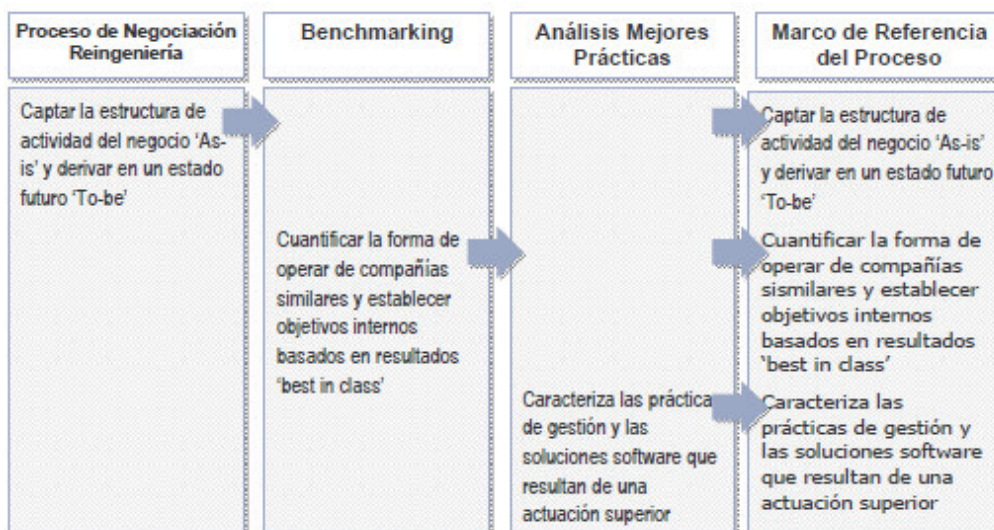 Proceso de Negociación
Reingeniería
Benchmarking
Análisis Mejores
Prácticas
Marco de Referencia
del Proceso
Captar la estructura de
actividad del negocio ‘As-
is’ y derivar en un estado
futuro ‘To-be’
Cuantificar la forma de
operar de compañías
similares y establecer
objetivos internos
basados en resultados
‘best in class’
Caracteriza las práctica
de gestión y las
soluciones software que
resultan de una
actuación superior
Captar la estructura de
actividad del negocio ‘As-is’
y derivar en un estado futuro
‘To-be’
Cuantificar la forma de
operar de compañías
sismilares y establecer
objetivos internos
basados en resultados
‘best in class’
Caracteriza las
prácticas de gestión y
las soluciones software
que resultan de una
actuación superior